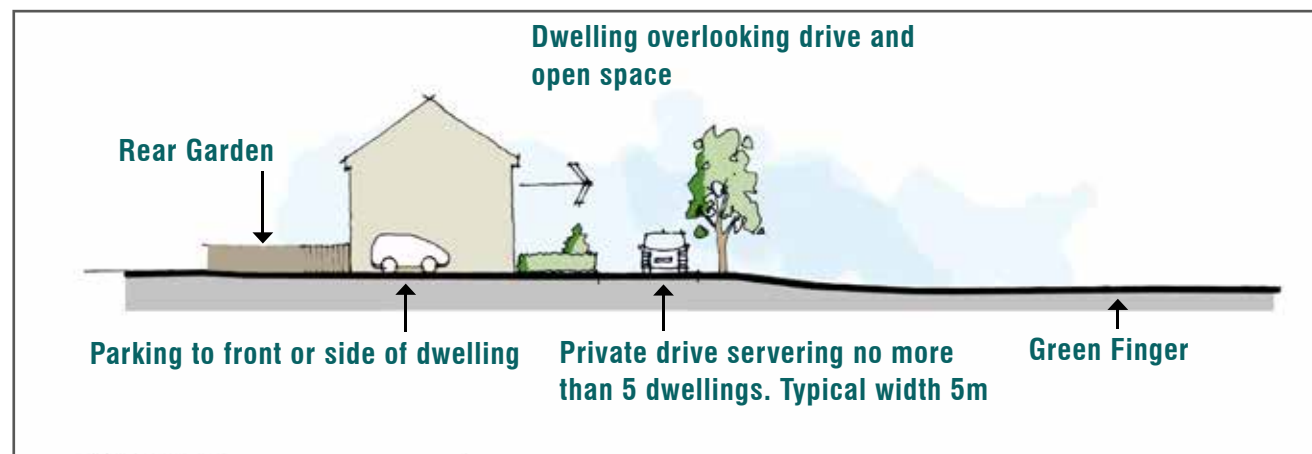 Dwelling overlooking drive and
open space
Rear Garden
Parking to front or side of dwelling
Private drive servering no more
than 5 dwellings. Typical width 5m
Green Finger